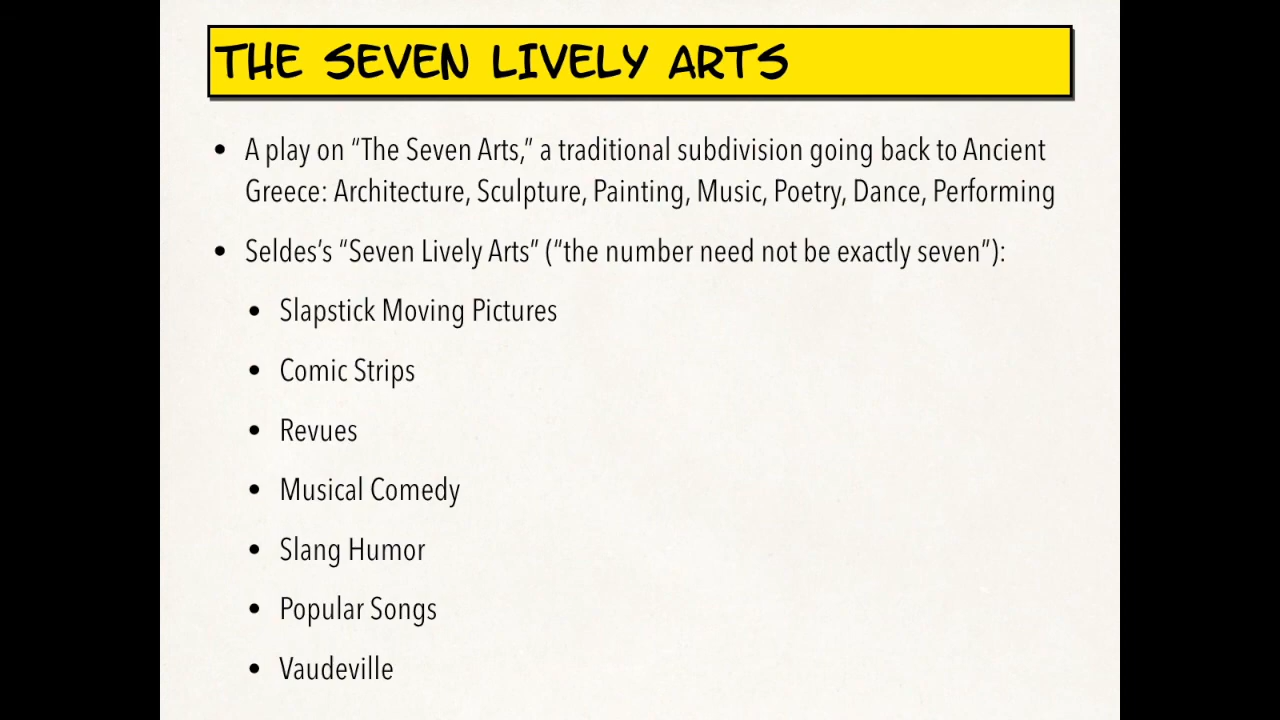 THE SEVEN LIVELY ARTS
• A play on “The Seven Arts,” a traditional subdivision going back to Ancient
Greece: Architecture, Sculpture, Painting, Music, Poetry, Dance, Performing
• Seldes’s “Seven Lively Arts” (“the number need not be exactly seven”):
• Slapstick Moving Pictures
• Comic Strips
• Revues
• Musical Comedy
• Slang Humor
• Popular Songs
• Vaudeville